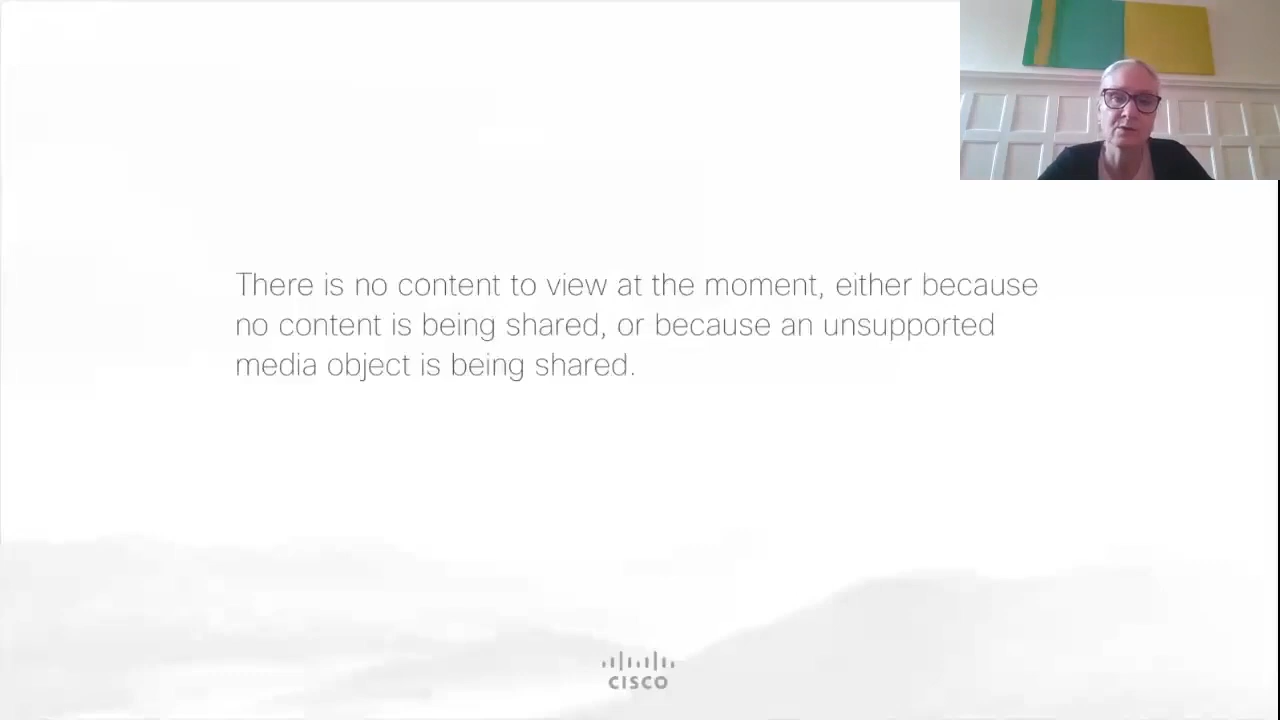 There is no content to view at the moment, either because
no content is being shared, or because an unsupported
media object is being shared.
CISCO